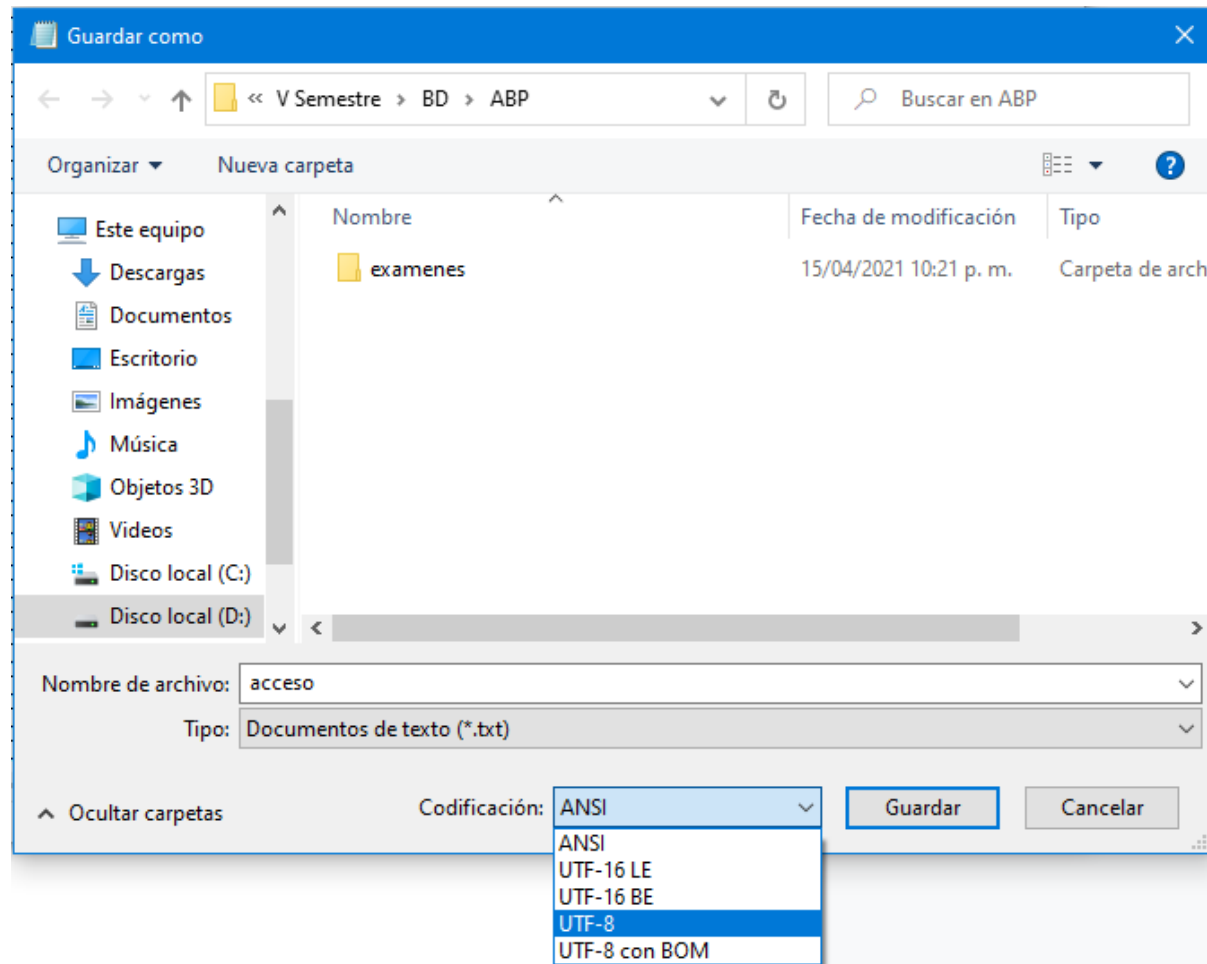 Guardar como
« V Semestre > BD > ABP
Buscar en ABP
Organizar
Nueva carpeta
Nombre
Fecha de modificación
Tipo
Este equipo
Descargas
Documentos
Escritorio
Imágenes
Música
Objetos 3D
Videos
Disco local (C:)
Disco local (D:)
examenes
15/04/2021 10:21 p. m.
Carpeta de arch
Nombre de archivo: acceso
Tipo: Documentos de texto (*.txt)
Ocultar carpetas
Codificación: ANSI
Guardar
Cancelar
ANSI
UTF-16 LE
UTF-16 BE
UTF-8
UTF-8 con BOM